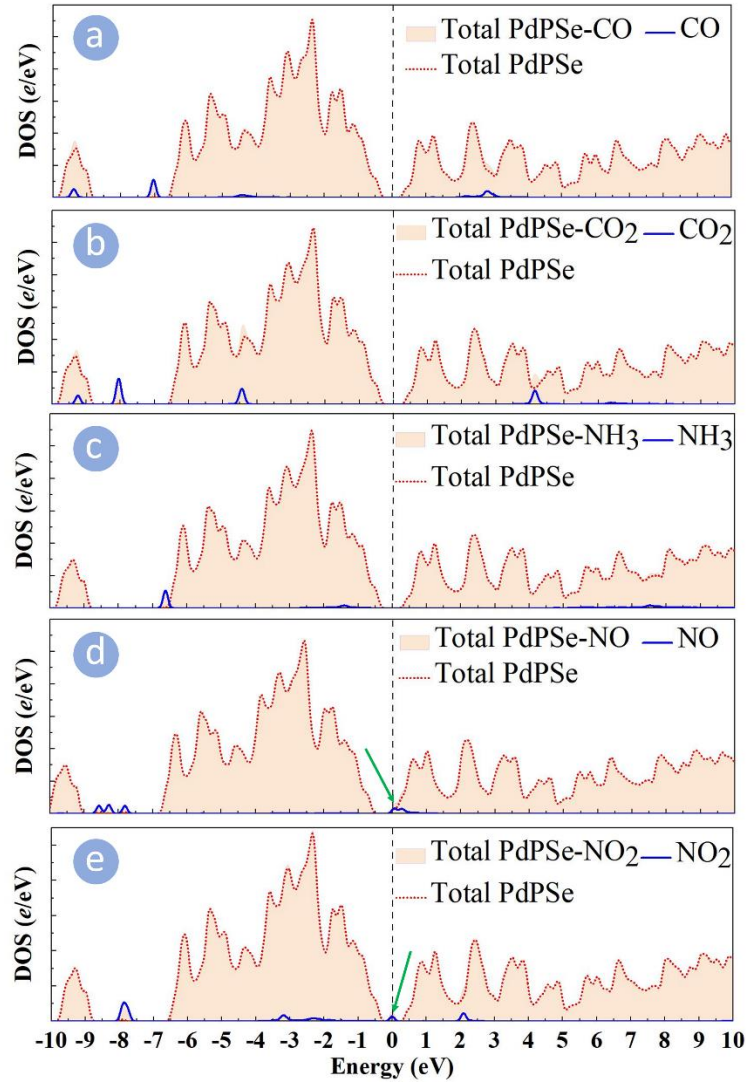 a
Total PdPSe-CO CO
Total PdPSe
DOS (e/eV)
b
Total PdPSe-CO₂ CO₂
Total PdPSe
DOS (e/eV)
c
Total PdPSe-NH₃ NH₃
Total PdPSe
DOS (e/eV)
d
Total PdPSe-NO NO
Total PdPSe
DOS (e/eV)
e
Total PdPSe-NO₂ NO₂
Total PdPSe
DOS (e/eV)
-10 -9 -8 -7 -6 -5 -4 -3 -2 -1 0 1 2 3 4 5 6 7 8 9 10
Energy (eV)